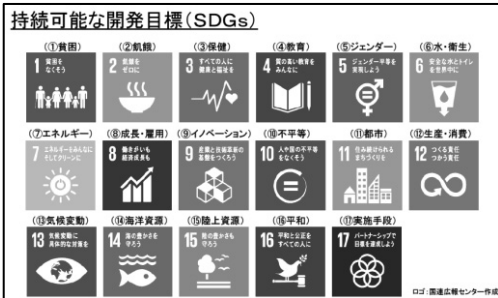 持続可能な開発目標(SDGs)
(①貧困) (②飢餓) (③保健) (④教育) (⑤ジェンダー) (⑥水・衛生)
1 貧困をなくそう
2 飢餓をゼロに
3 すべての人に健康と福祉を
4 質の高い教育をみんなに
5 ジェンダー平等を実現しよう
6 安全な水とトイレを世界中に
(⑦エネルギー) (⑧成長・雇用) (⑨イノベーション) (⑩不平等) (⑪都市) (⑫生産・消費)
7 エネルギーをみんなにそしてクリーンに
8 働きがいも経済成長も
9 産業と技術革新の基盤をつくろう
10 人や国の不平等をなくそう
11 住み続けられるまちづくりを
12 つくる責任つかう責任
(⑬気候変動) (⑭海洋資源) (⑮陸上資源) (⑯平和) (⑰実施手段)
13 気候変動に具体的な対策を
14 海の豊かさを守ろう
15 陸の豊かさも守ろう
16 平和と公正をすべての人に
17 パートナーシップで目標を達成しよう
ロゴ:国連広報センター作成